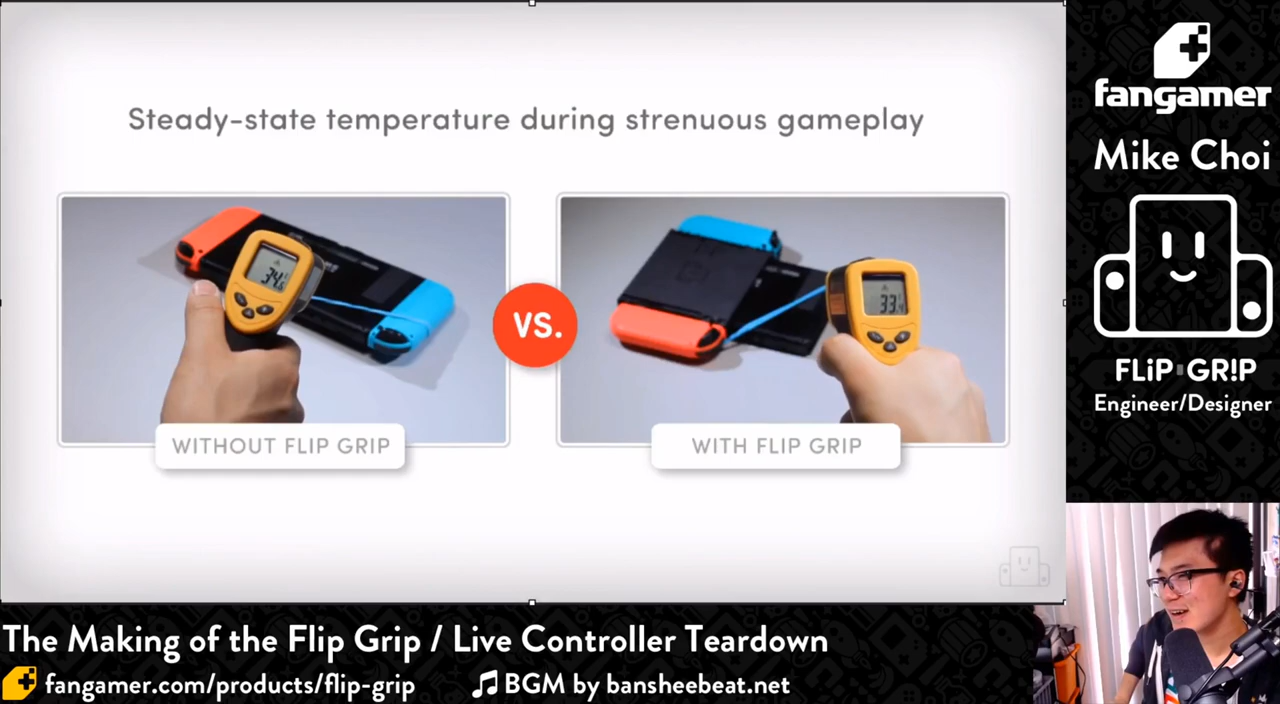 Steady-state temperature during strenuous gameplay
VS.
WITHOUT FLIP GRIP
WITH FLIP GRIP
fangamer
Mike Choi
FLiP-GR!P
Engineer/Designer
The Making of the Flip Grip / Live Controller Teardown
fangamer.com/products/flip-grip
BGM by bansheebeat.net